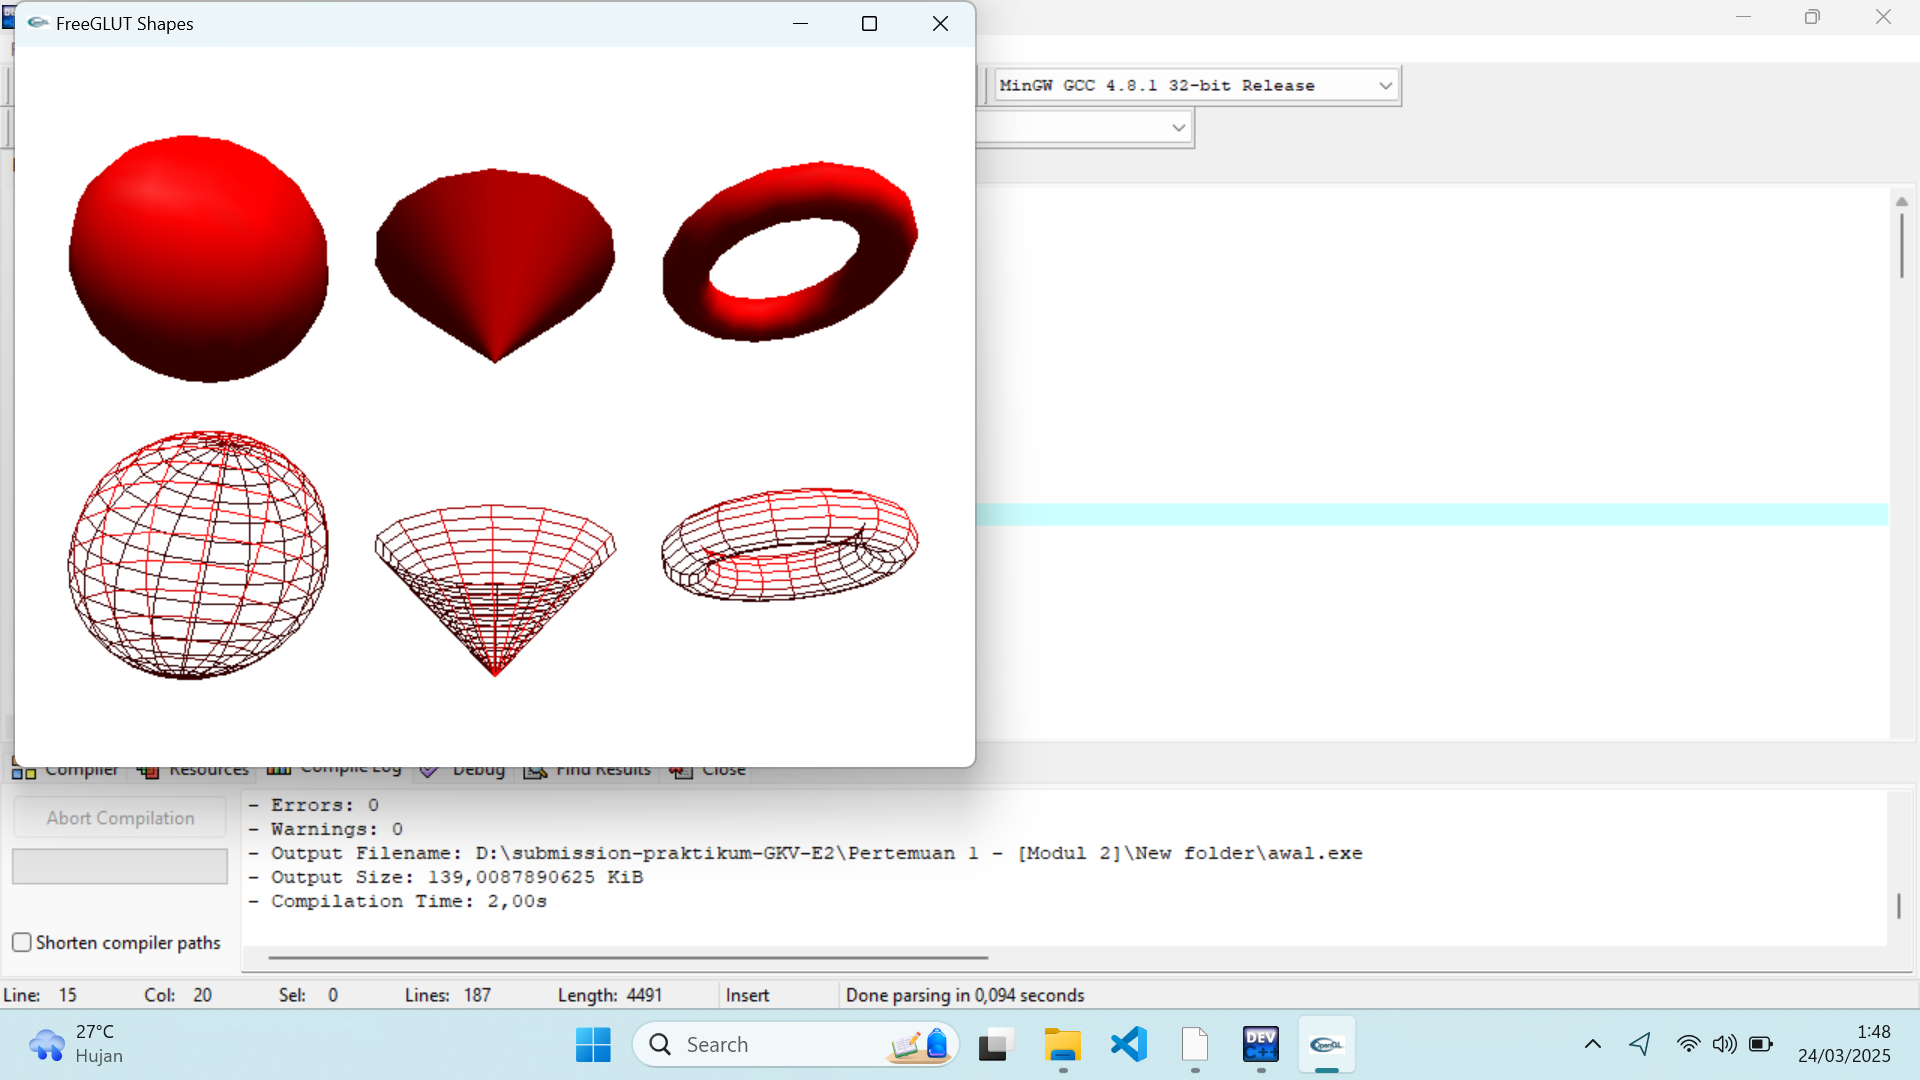 FreeGLUT Shapes
MinGW GCC 4.8.1 32-bit Release
Compiler Resources Compile Log Debug Find Results Close
Abort Compilation
- Errors: 0
- Warnings: 0
- Output Filename: D:\submission-praktikum-GKV-E2\Pertemuan 1 - [Modul 2]\New folder\awal.exe
- Output Size: 139,0087890625 KiB
- Compilation Time: 2,00s
Shorten compiler paths
Line: 15 Col: 20 Sel: 0 Lines: 187 Length: 4491 Insert Done parsing in 0,094 seconds
27°C
Hujan
Search
DEV
C++
OpenGL
1:48
24/03/2025